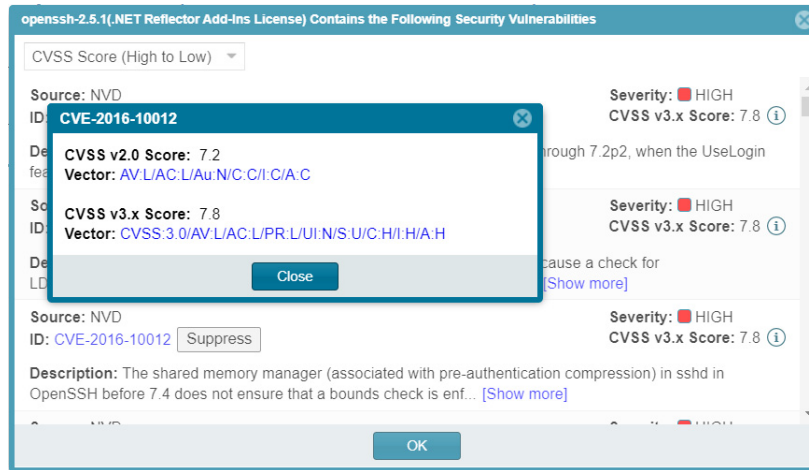 openssh-2.5.1(.NET Reflector Add-Ins License) Contains the Following Security Vulnerabilities
CVSS Score (High to Low)
Source: NVD
Severity: HIGH
ID:
CVSS v3.x Score: 7.8
rough 7.2p2, when the UseLogin
CVE-2016-10012
CVSS v2.0 Score: 7.2
Vector: AV:L/AC:L/Au:N/C:C/I:C/A:C
CVSS v3.x Score: 7.8
Vector: CVSS:3.0/AV:L/AC:L/PR:L/UI:N/S:U/C:H/I:H/A:H
Close
Severity: HIGH
ID:
CVSS v3.x Score: 7.8
cause a check for
LD
[Show more]
Source: NVD
Severity: HIGH
ID: CVE-2016-10012 Suppress
CVSS v3.x Score: 7.8
Description: The shared memory manager (associated with pre-authentication compression) in sshd in
OpenSSH before 7.4 does not ensure that a bounds check is enf... [Show more]
OK